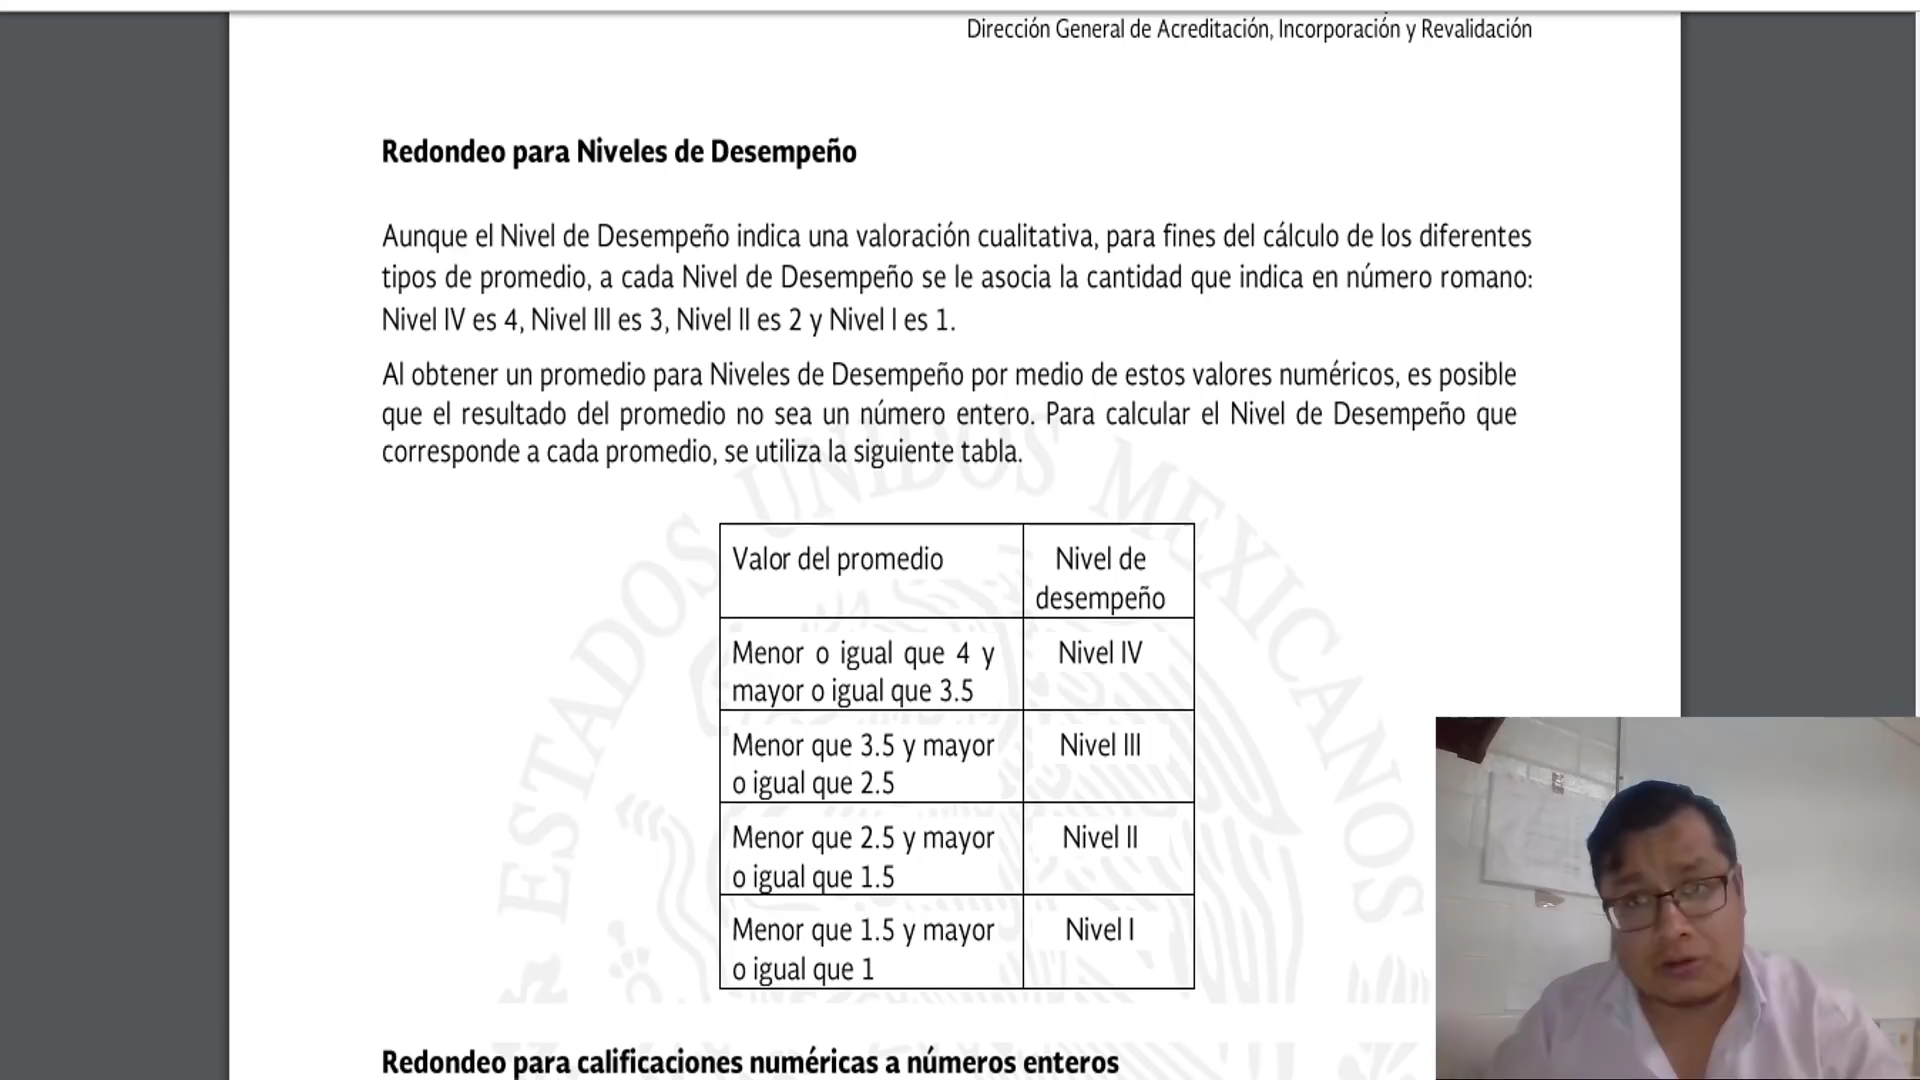 Dirección General de Acreditación, Incorporación y Revalidación
Redondeo para Niveles de Desempeño
Aunque el Nivel de Desempeño indica una valoración cualitativa, para fines del cálculo de los diferentes
tipos de promedio, a cada Nivel de Desempeño se le asocia la cantidad que indica en número romano:
Nivel IV es 4, Nivel III es 3, Nivel II es 2 y Nivel I es 1.
Al obtener un promedio para Niveles de Desempeño por medio de estos valores numéricos, es posible
que el resultado del promedio no sea un número entero. Para calcular el Nivel de Desempeño que
corresponde a cada promedio, se utiliza la siguiente tabla.
ESTADOS UNIDOS MEXICANOS
Valor del promedio
Nivel de
desempeño
Menor o igual que 4 y
mayor o igual que 3.5
Nivel IV
Menor que 3.5 y mayor
o igual que 2.5
Nivel III
Menor que 2.5 y mayor
o igual que 1.5
Nivel II
Menor que 1.5 y mayor
o igual que 1
Nivel I
Redondeo para calificaciones numéricas a números enteros